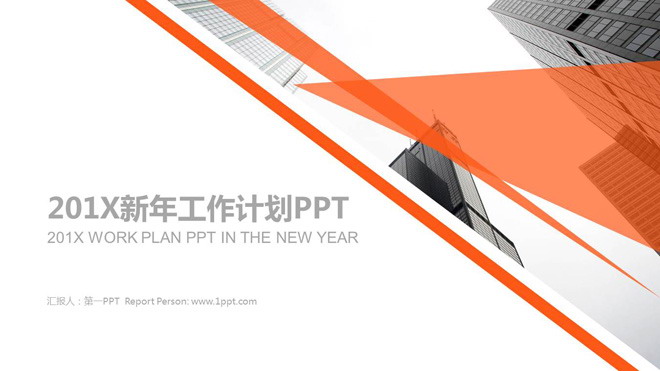 201X新年工作计划PPT
201X WORK PLAN PPT IN THE NEW YEAR
汇报人：第一PPT Report Person: www.1ppt.com